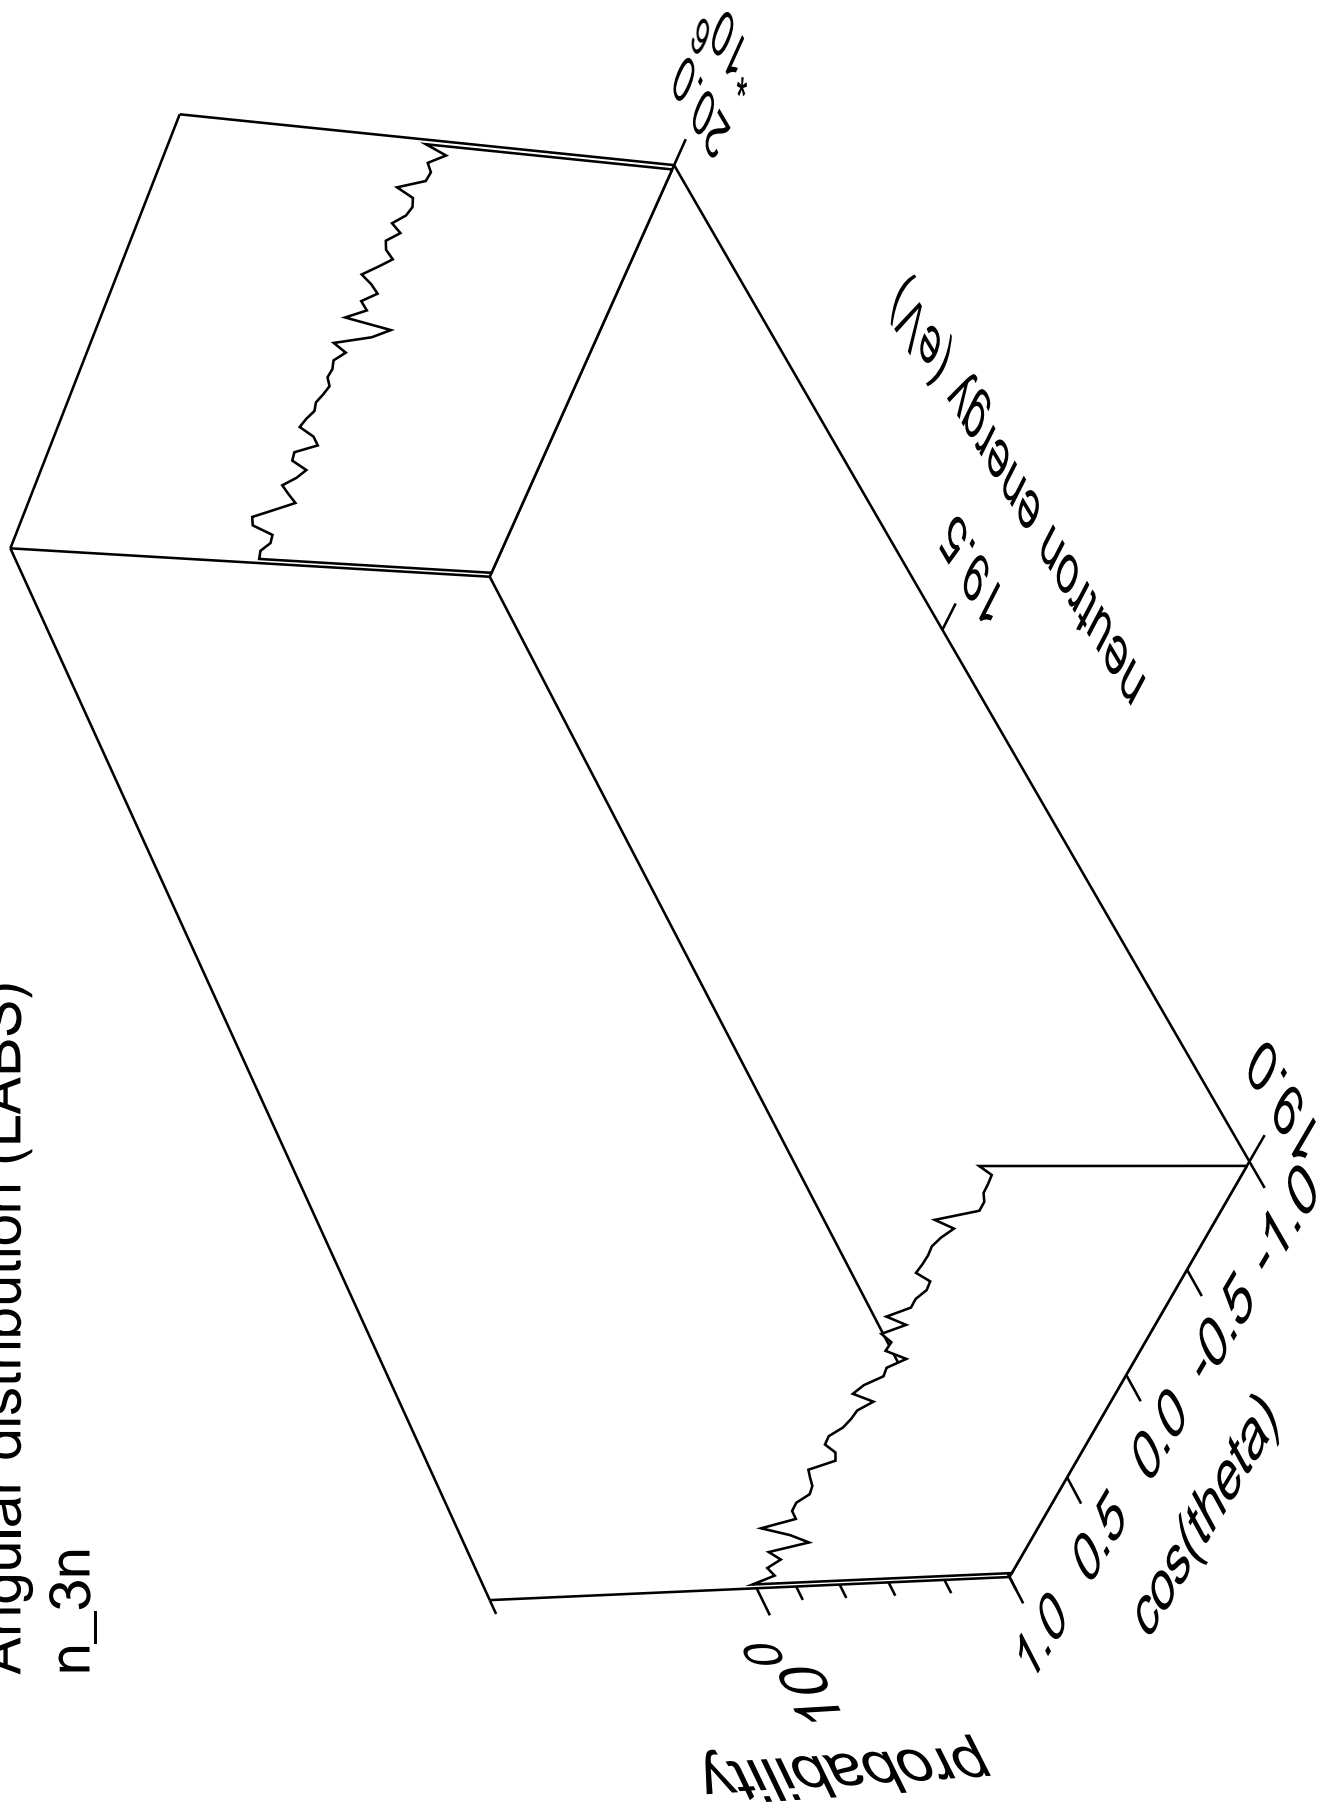 Angular distribution (LABS)
n_3n
probability
10^0
1.0
0.5
0.0
-0.5
-1.0
cos(theta)
19.0
19.5
20.0
*10^6
neutron energy (eV)